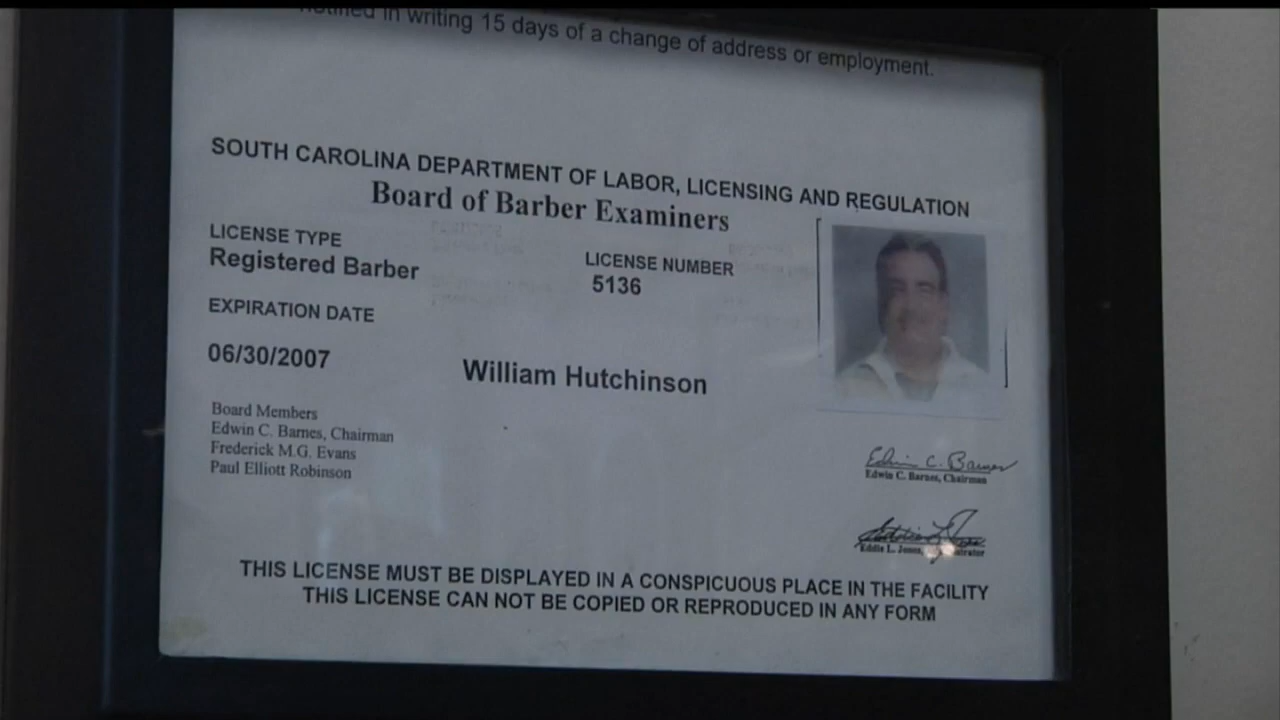 notified in writing 15 days of a change of address or employment.
SOUTH CAROLINA DEPARTMENT OF LABOR, LICENSING AND REGULATION
Board of Barber Examiners
LICENSE TYPE
Registered Barber
LICENSE NUMBER
5136
EXPIRATION DATE
06/30/2007
William Hutchinson
Board Members
Edwin C. Barnes, Chairman
Frederick M.G. Evans
Paul Elliott Robinson
Edwin C. Barnes
Edwin C. Barnes, Chairman
Eddie L. Jones,
THIS LICENSE MUST BE DISPLAYED IN A CONSPICUOUS PLACE IN THE FACILITY
THIS LICENSE CAN NOT BE COPIED OR REPRODUCED IN ANY FORM